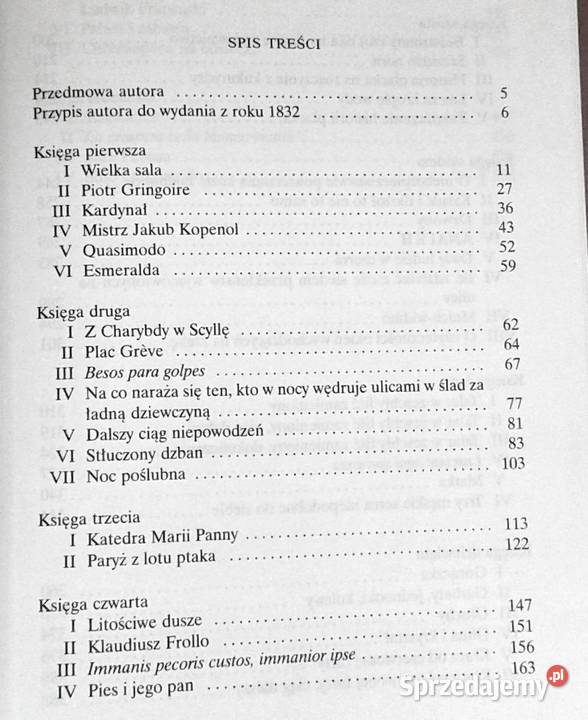 SPIS TREŚCI
Przedmowa autora . . . . . . . . . . . . . . . . . . . . . . . . . . . . . . 5
Przypis autora do wydania z roku 1832 . . . . . . . . . . . . . . . . 6
Księga pierwsza
I Wielka sala . . . . . . . . . . . . . . . . . . . . . . . . . . . . . . 11
II Piotr Gringoire . . . . . . . . . . . . . . . . . . . . . . . . . . . 27
III Kardynał . . . . . . . . . . . . . . . . . . . . . . . . . . . . . . . 36
IV Mistrz Jakub Kopenol . . . . . . . . . . . . . . . . . . . . . . . 43
V Quasimodo . . . . . . . . . . . . . . . . . . . . . . . . . . . . . 52
VI Esmeralda . . . . . . . . . . . . . . . . . . . . . . . . . . . . . 59
Księga druga
I Z Charybdy w Scyllę . . . . . . . . . . . . . . . . . . . . . . . . 62
II Plac Grève . . . . . . . . . . . . . . . . . . . . . . . . . . . . . 64
III Besos para golpes . . . . . . . . . . . . . . . . . . . . . . . . . 67
IV Na co naraża się ten, kto w nocy wędruje ulicami w ślad za
ładną dziewczyną . . . . . . . . . . . . . . . . . . . . . . . . . . 77
V Dalszy ciąg niepowodzeń . . . . . . . . . . . . . . . . . . . . . 81
VI Stłuczony dzban . . . . . . . . . . . . . . . . . . . . . . . . . . 83
VII Noc poślubna . . . . . . . . . . . . . . . . . . . . . . . . . . . . 103
Księga trzecia
I Katedra Marii Panny . . . . . . . . . . . . . . . . . . . . . . . . 113
II Paryż z lotu ptaka . . . . . . . . . . . . . . . . . . . . . . . . . 122
Księga czwarta
I Litościwe dusze . . . . . . . . . . . . . . . . . . . . . . . . . . . 147
II Klaudiusz Frollo . . . . . . . . . . . . . . . . . . . . . . . . . . 151
III Immanis pecoris custos, immanior ipse . . . . . . . . . . . . . 156
IV Pies i jego pan . . . . . . . . . . . . . . . . . . . . . . . . . . . 163
Sprzedajemy.pl